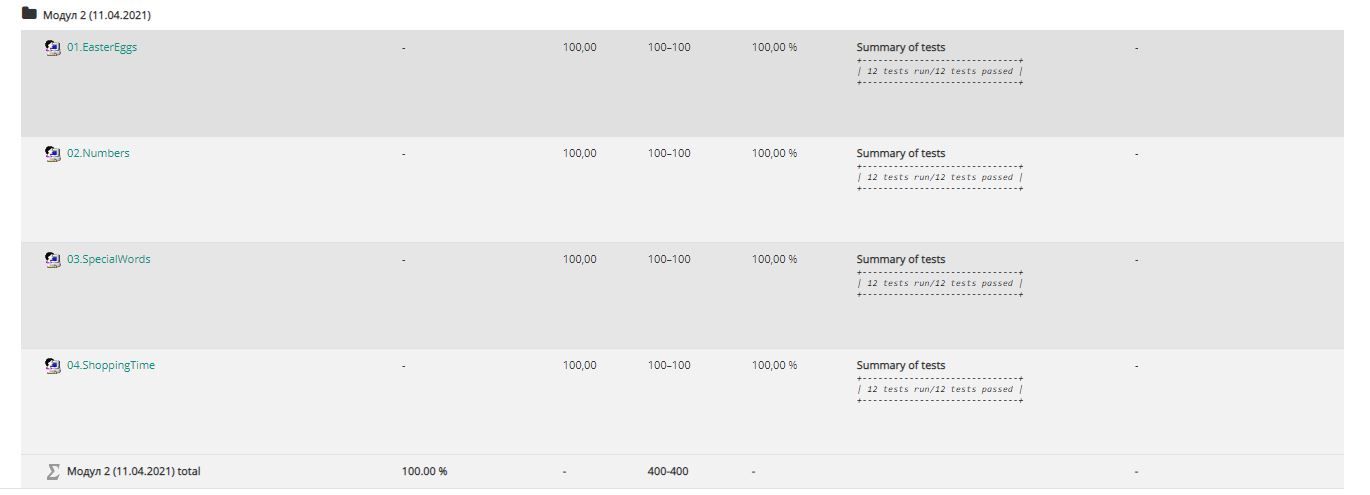 Модул 2 (11.04.2021)
01.EasterEggs - 100,00 100–100 100,00 % Summary of tests -
+------------------------------+
| 12 tests run/12 tests passed |
+------------------------------+
02.Numbers - 100,00 100–100 100,00 % Summary of tests -
+------------------------------+
| 12 tests run/12 tests passed |
+------------------------------+
03.SpecialWords - 100,00 100–100 100,00 % Summary of tests -
+------------------------------+
| 12 tests run/12 tests passed |
+------------------------------+
04.ShoppingTime - 100,00 100–100 100,00 % Summary of tests -
+------------------------------+
| 12 tests run/12 tests passed |
+------------------------------+
Модул 2 (11.04.2021) total 100.00 % - 400-400 - -